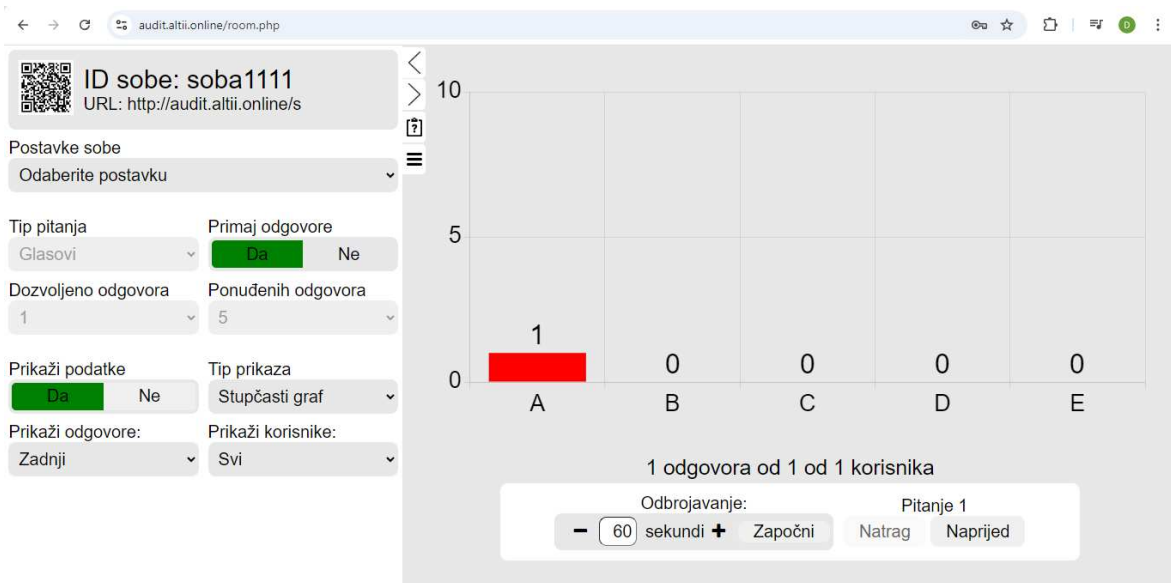 audit.altii.online/room.php
D
ID sobe: soba1111
URL: http://audit.altii.online/s
Postavke sobe
Odaberite postavku
Tip pitanja
Primaj odgovore
Glasovi
Da
Ne
Dozvoljeno odgovora
Ponuđenih odgovora
1
5
Prikaži podatke
Tip prikaza
Da
Ne
Stupčasti graf
Prikaži odgovore:
Prikaži korisnike:
Zadnji
Svi
10
5
0
1
0
0
0
0
A
B
C
D
E
1 odgovora od 1 od 1 korisnika
Odbrojavanje:
Pitanje 1
60 sekundi
Započni
Natrag
Naprijed